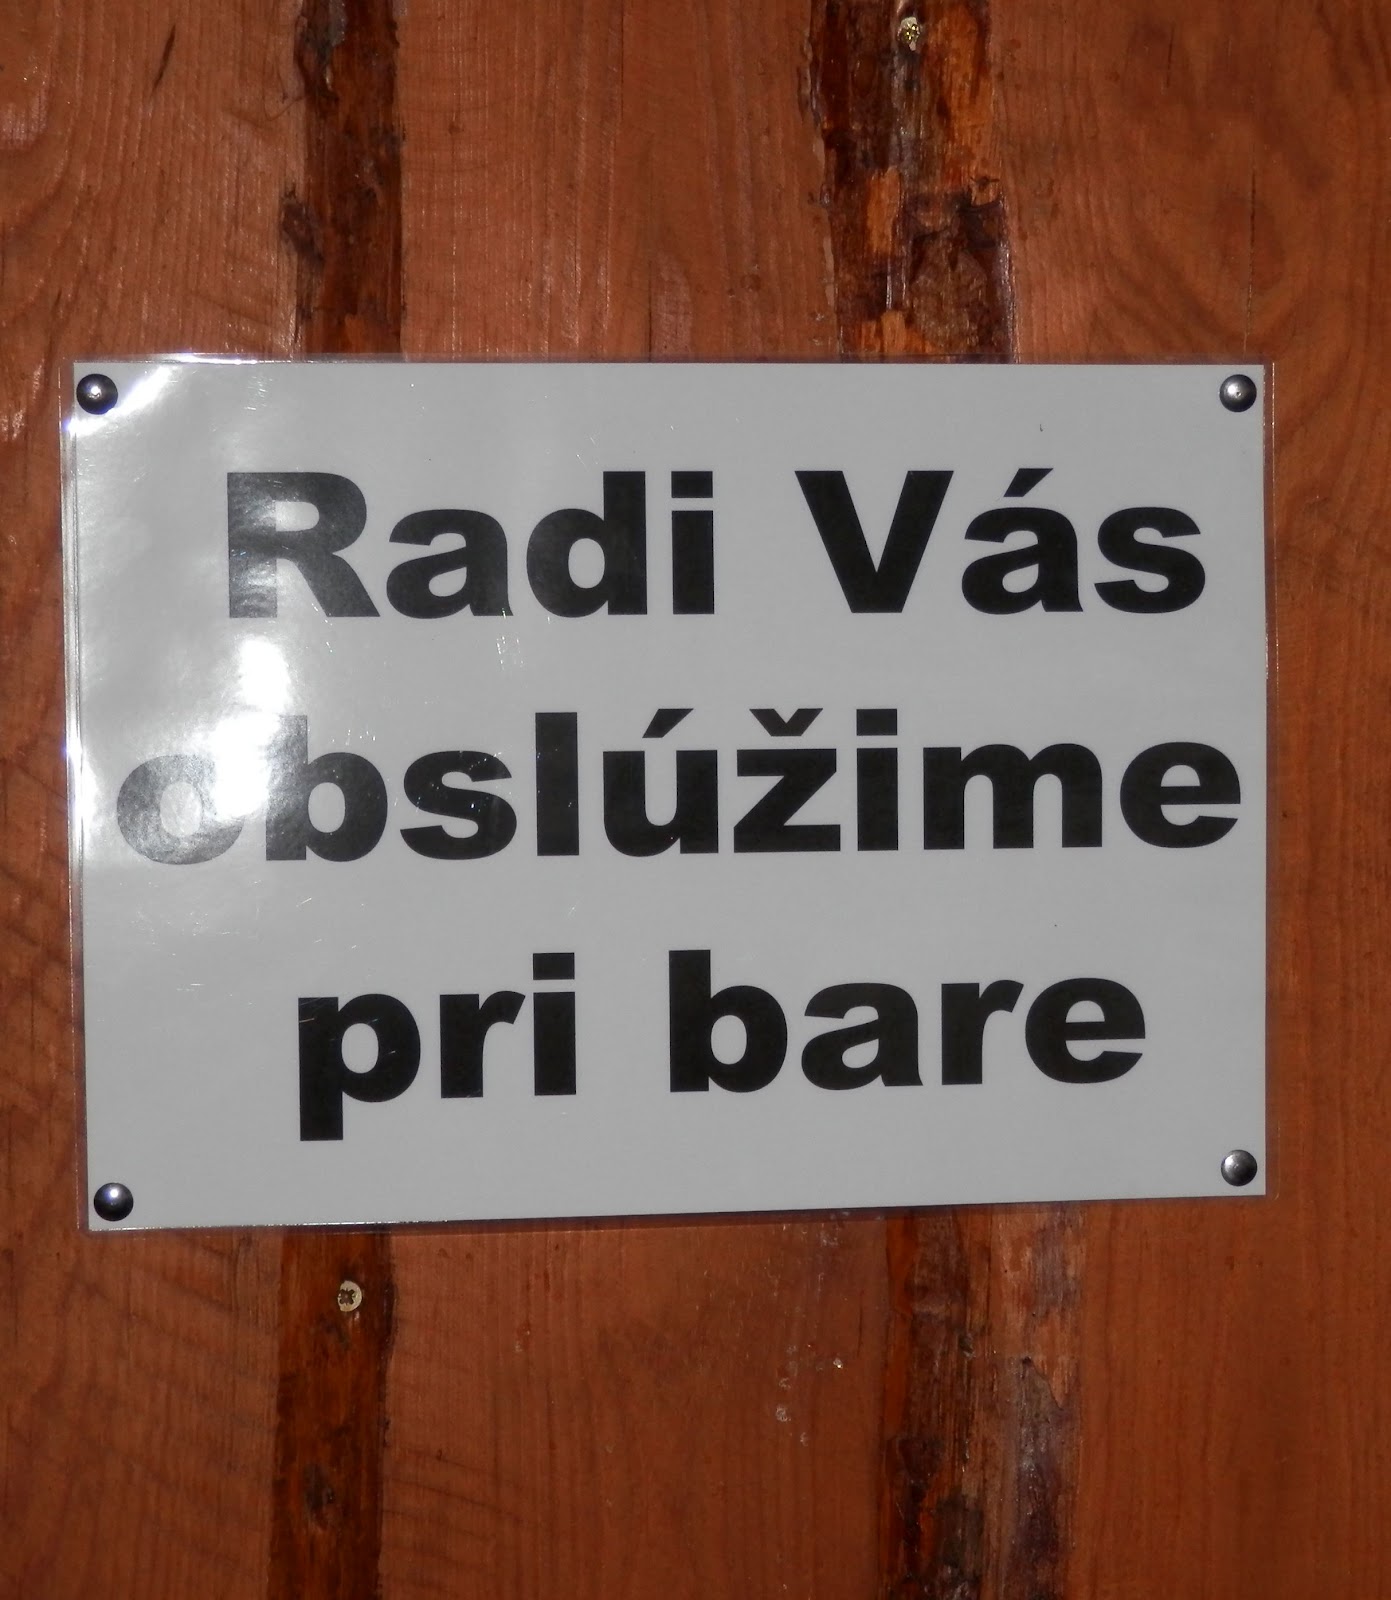 Radi Vás
obslúžime
pri bare